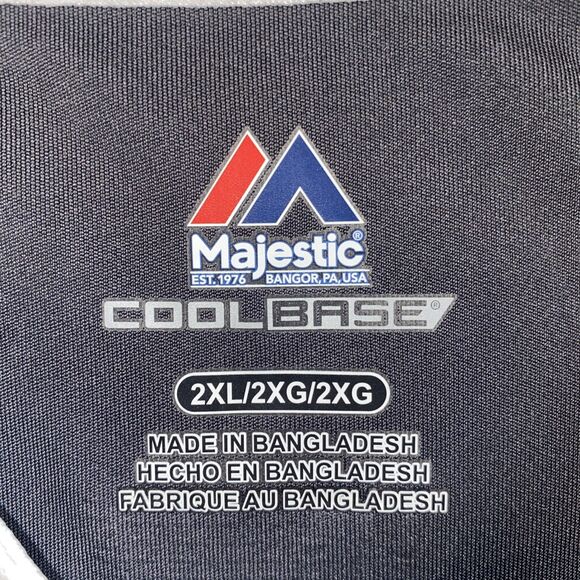 Majestic®
EST. 1976 BANGOR, PA, USA
COOLBASE®
2XL/2XG/2XG
MADE IN BANGLADESH
HECHO EN BANGLADESH
FABRIQUE AU BANGLADESH